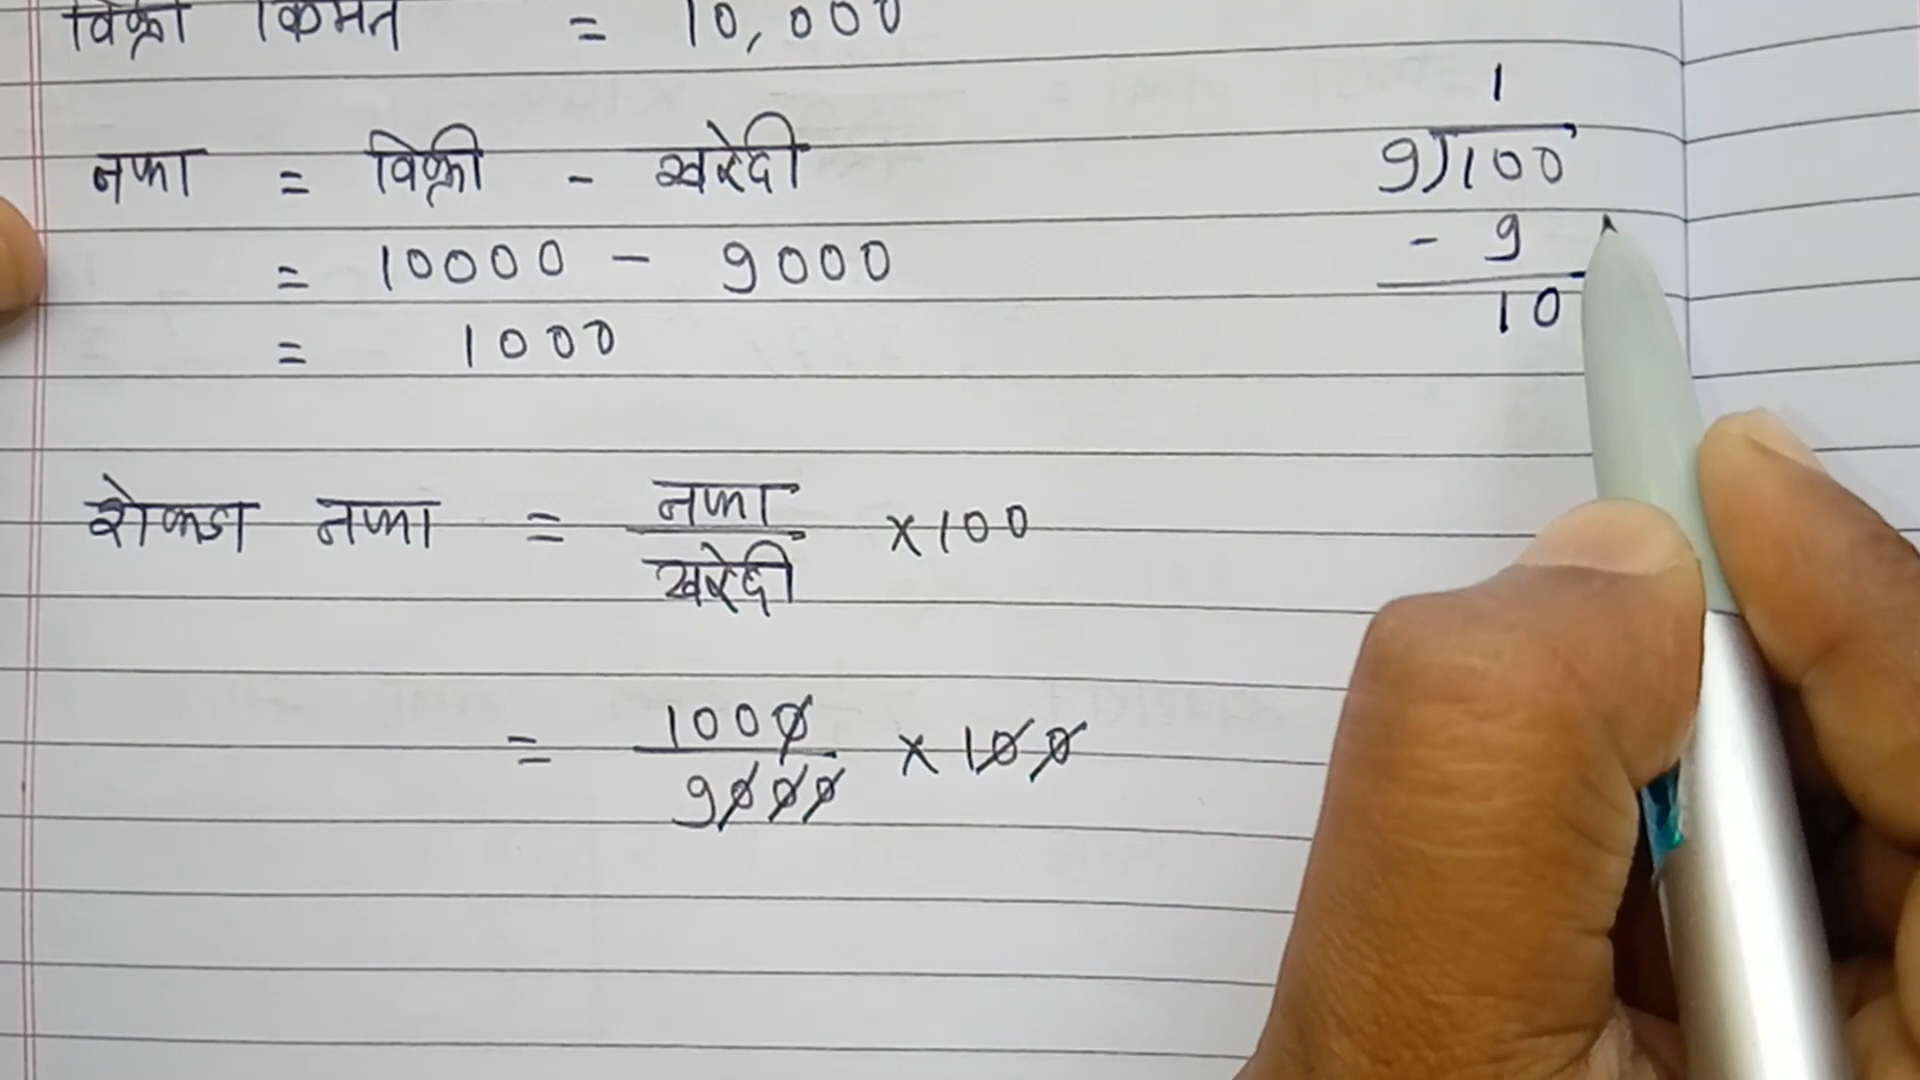 विक्री किंमत = 10,000
नफा = विक्री - खरेदी
= 10000 - 9000
= 1000
शेकडा नफा = नफा / खरेदी × 100
= 1000 / 9000 × 100
1
9)100
- 9
10